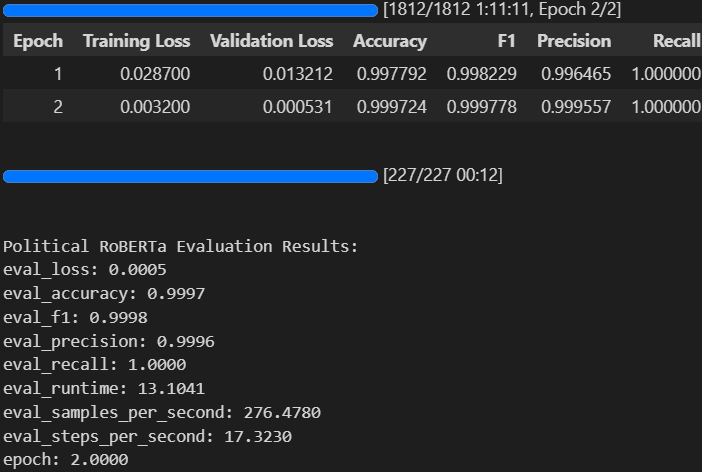 [1812/1812 1:11:11, Epoch 2/2]
Epoch Training Loss Validation Loss Accuracy F1 Precision Recall
1 0.028700 0.013212 0.997792 0.998229 0.996465 1.000000
2 0.003200 0.000531 0.999724 0.999778 0.999557 1.000000
[227/227 00:12]
Political RoBERTa Evaluation Results:
eval_loss: 0.0005
eval_accuracy: 0.9997
eval_f1: 0.9998
eval_precision: 0.9996
eval_recall: 1.0000
eval_runtime: 13.1041
eval_samples_per_second: 276.4780
eval_steps_per_second: 17.3230
epoch: 2.0000